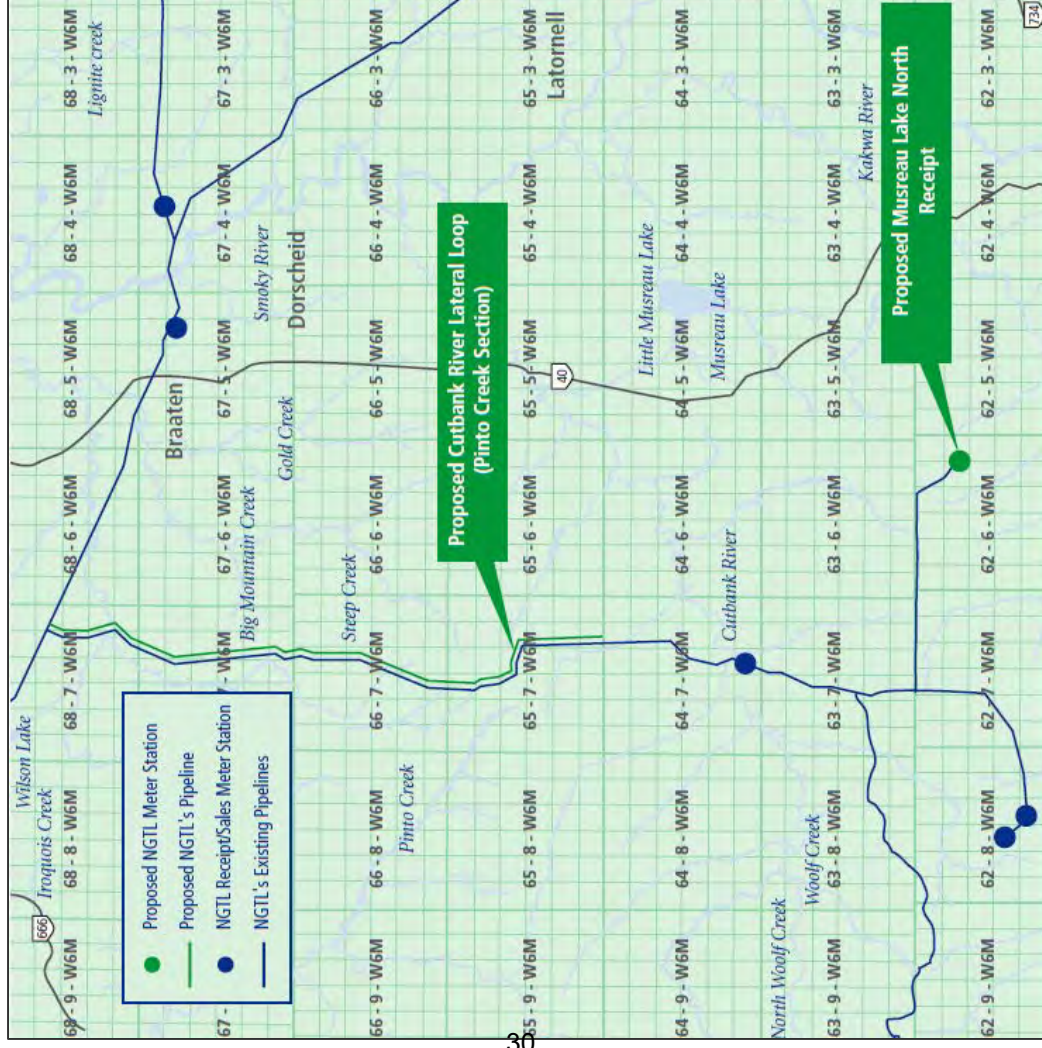 Wilson Lake
666
Iroquois Creek
68 - 9 - W6M
68 - 8 - W6M
68 - 7 - W6M
68 - 6 - W6M
68 - 5 - W6M
68 - 4 - W6M
68 - 3 - W6M
Lignite creek
Proposed NGTL Meter Station
Proposed NGTL's Pipeline
NGTL Receipt/Sales Meter Station
NGTL's Existing Pipelines
Braaten
67 -
7 - W6M
67 - 6 - W6M
67 - 5 - W6M
67 - 4 - W6M
67 - 3 - W6M
Big Mountain Creek
Smoky River
Gold Creek
Dorscheid
Steep Creek
66 - 9 - W6M
66 - 8 - W6M
66 - 7 - W6M
66 - 6 - W6M
66 - 5 - W6M
66 - 4 - W6M
66 - 3 - W6M
Pinto Creek
Proposed Cutbank River Lateral Loop
(Pinto Creek Section)
65 - 9 - W6M
65 - 8 - W6M
65 - 7 - W6M
65 - 6 - W6M
65 - 5 - W6M
65 - 4 - W6M
65 - 3 - W6M
Latornell
40
Little Musreau Lake
64 - 9 - W6M
64 - 8 - W6M
64 - 7 - W6M
64 - 6 - W6M
64 - 5 - W6M
64 - 4 - W6M
64 - 3 - W6M
Musreau Lake
Cutbank River
North Woolf Creek
Woolf Creek
63 - 9 - W6M
63 - 8 - W6M
63 - 7 - W6M
63 - 6 - W6M
63 - 5 - W6M
63 - 4 - W6M
63 - 3 - W6M
Kakwa River
Proposed Musreau Lake North
Receipt
62 - 9 - W6M
62 - 8 - W6M
62 - 7 - W6M
62 - 6 - W6M
62 - 5 - W6M
62 - 4 - W6M
62 - 3 - W6M
734
30